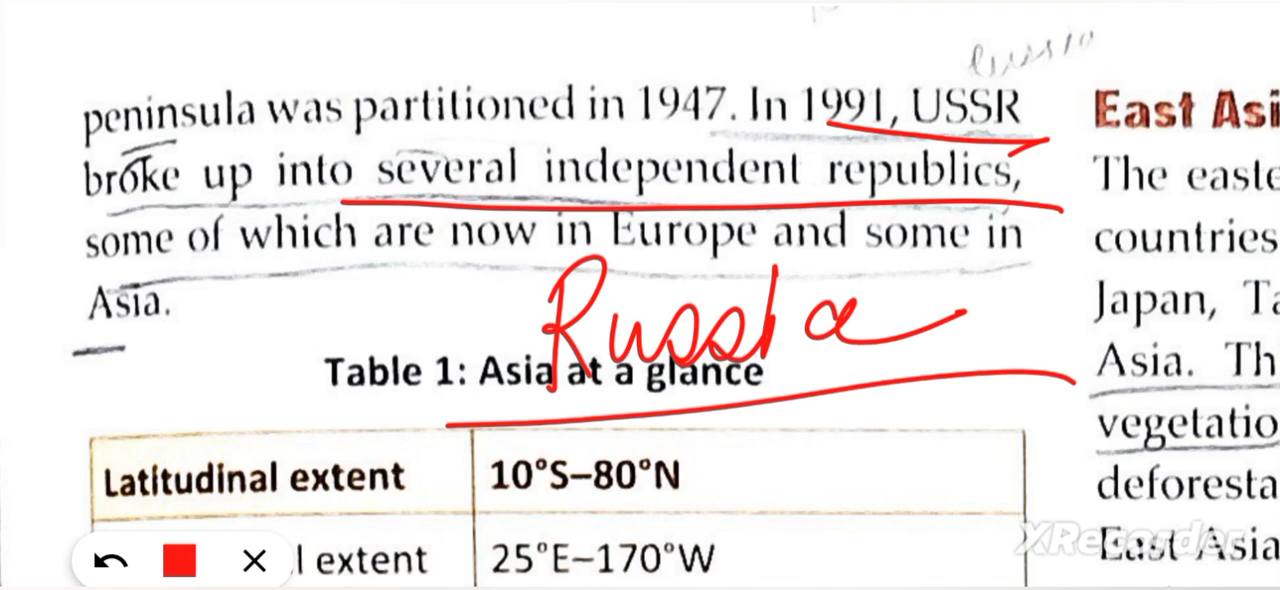 Russia
peninsula was partitioned in 1947. In 1991, USSR
broke up into several independent republics,
some of which are now in Europe and some in
Asia.
Russia
Table 1: Asia at a glance
Latitudinal extent 10°S–80°N
l extent 25°E–170°W
East Asi
The easte
countries
Japan, Ta
Asia. Th
vegetatio
deforesta
East Asia
XRecorder